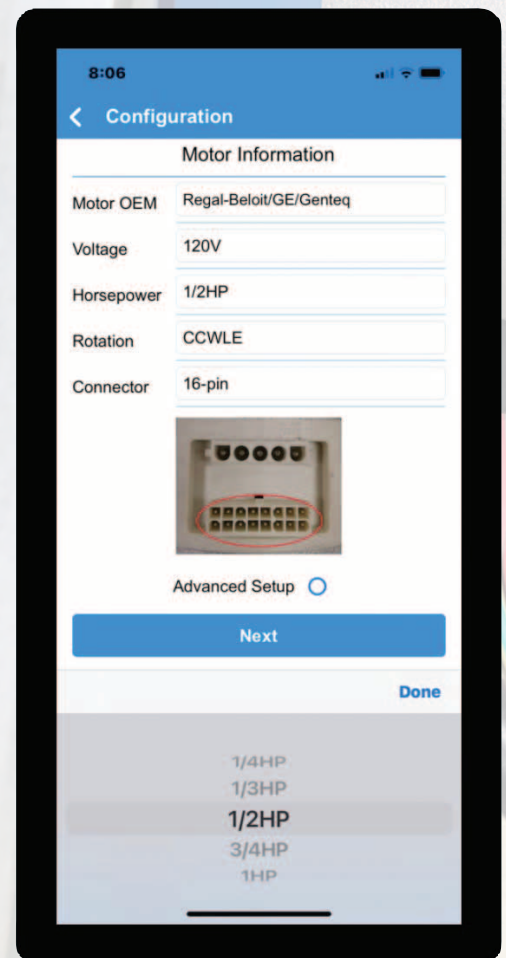 8:06
Configuration
Motor Information
Motor OEM Regal-Beloit/GE/Genteq
Voltage 120V
Horsepower 1/2HP
Rotation CCWLE
Connector 16-pin
Advanced Setup
Next
Done
1/4HP
1/3HP
1/2HP
3/4HP
1HP